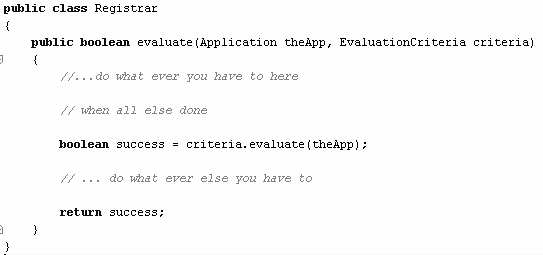 public class Registrar
{
public boolean evaluate(Application theApp, EvaluationCriteria criteria)
{
//...do what ever you have to here
// when all else done
boolean success = criteria.evaluate(theApp);
// ... do what ever else you have to
return success;
}
}